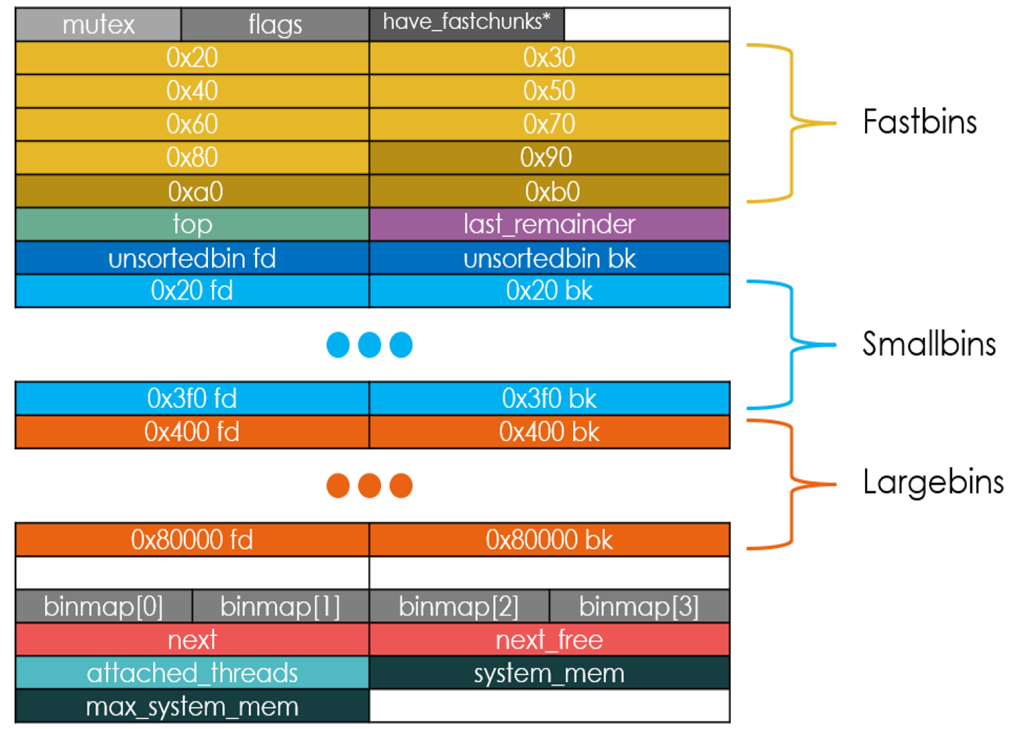 mutex flags have_fastchunks*
0x20 0x30
0x40 0x50
0x60 0x70
Fastbins
0x80 0x90
0xa0 0xb0
top last_remainder
unsortedbin fd unsortedbin bk
0x20 fd 0x20 bk
Smallbins
0x3f0 fd 0x3f0 bk
0x400 fd 0x400 bk
Largebins
0x80000 fd 0x80000 bk
binmap[0] binmap[1] binmap[2] binmap[3]
next next_free
attached_threads system_mem
max_system_mem